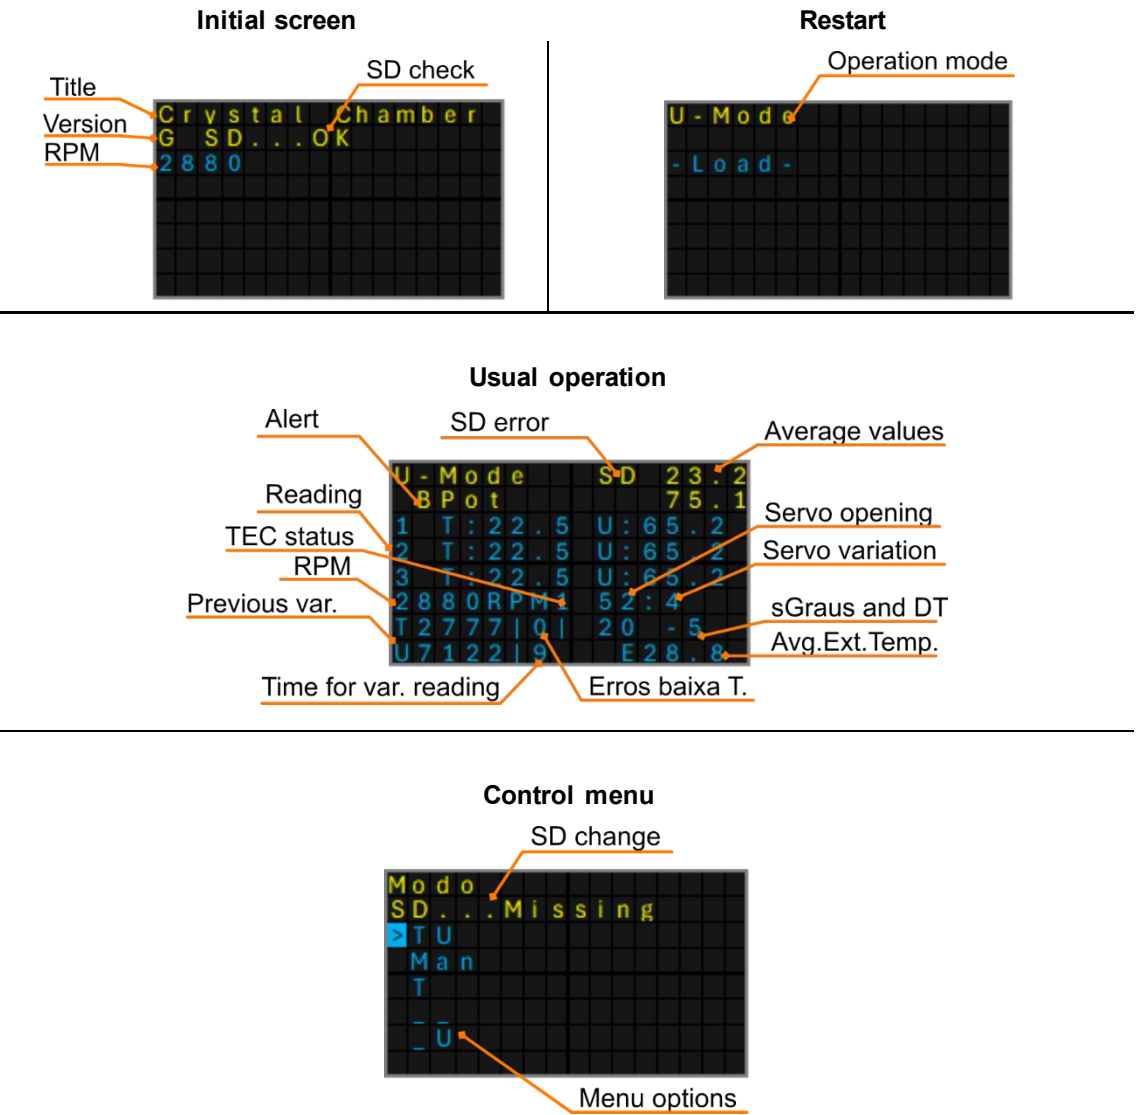 Initial screen
Restart
Title
SD check
Version
RPM
Crystal Chamber
G SD...OK
2880
Operation mode
U-Mode
-Load-
Usual operation
Alert
SD error
Average values
Reading
TEC status
RPM
Previous var.
U-Mode SD 23.2
BPot 75.1
1 T:22.5 U:65.2
2 T:22.5 U:65.2
3 T:22.5 U:65.2
2880RPM1 52:4
T2777|0| 20 -5
U7122|9 E28.8
Servo opening
Servo variation
sGraus and DT
Avg.Ext.Temp.
Time for var. reading
Erros baixa T.
Control menu
SD change
Modo
SD...Missing
>TU
Man
T
_ _
_ U
Menu options